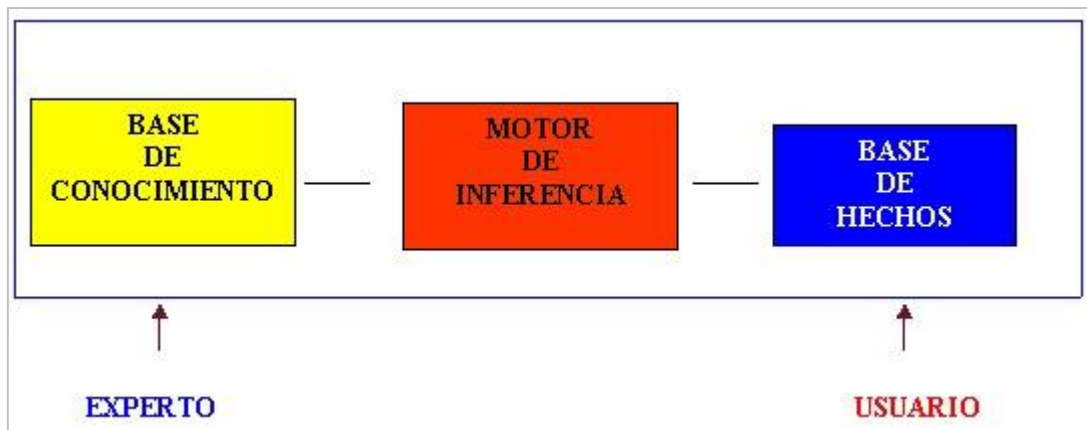 BASE
DE
CONOCIMIENTO
MOTOR
DE
INFERENCIA
BASE
DE
HECHOS
EXPERTO
USUARIO